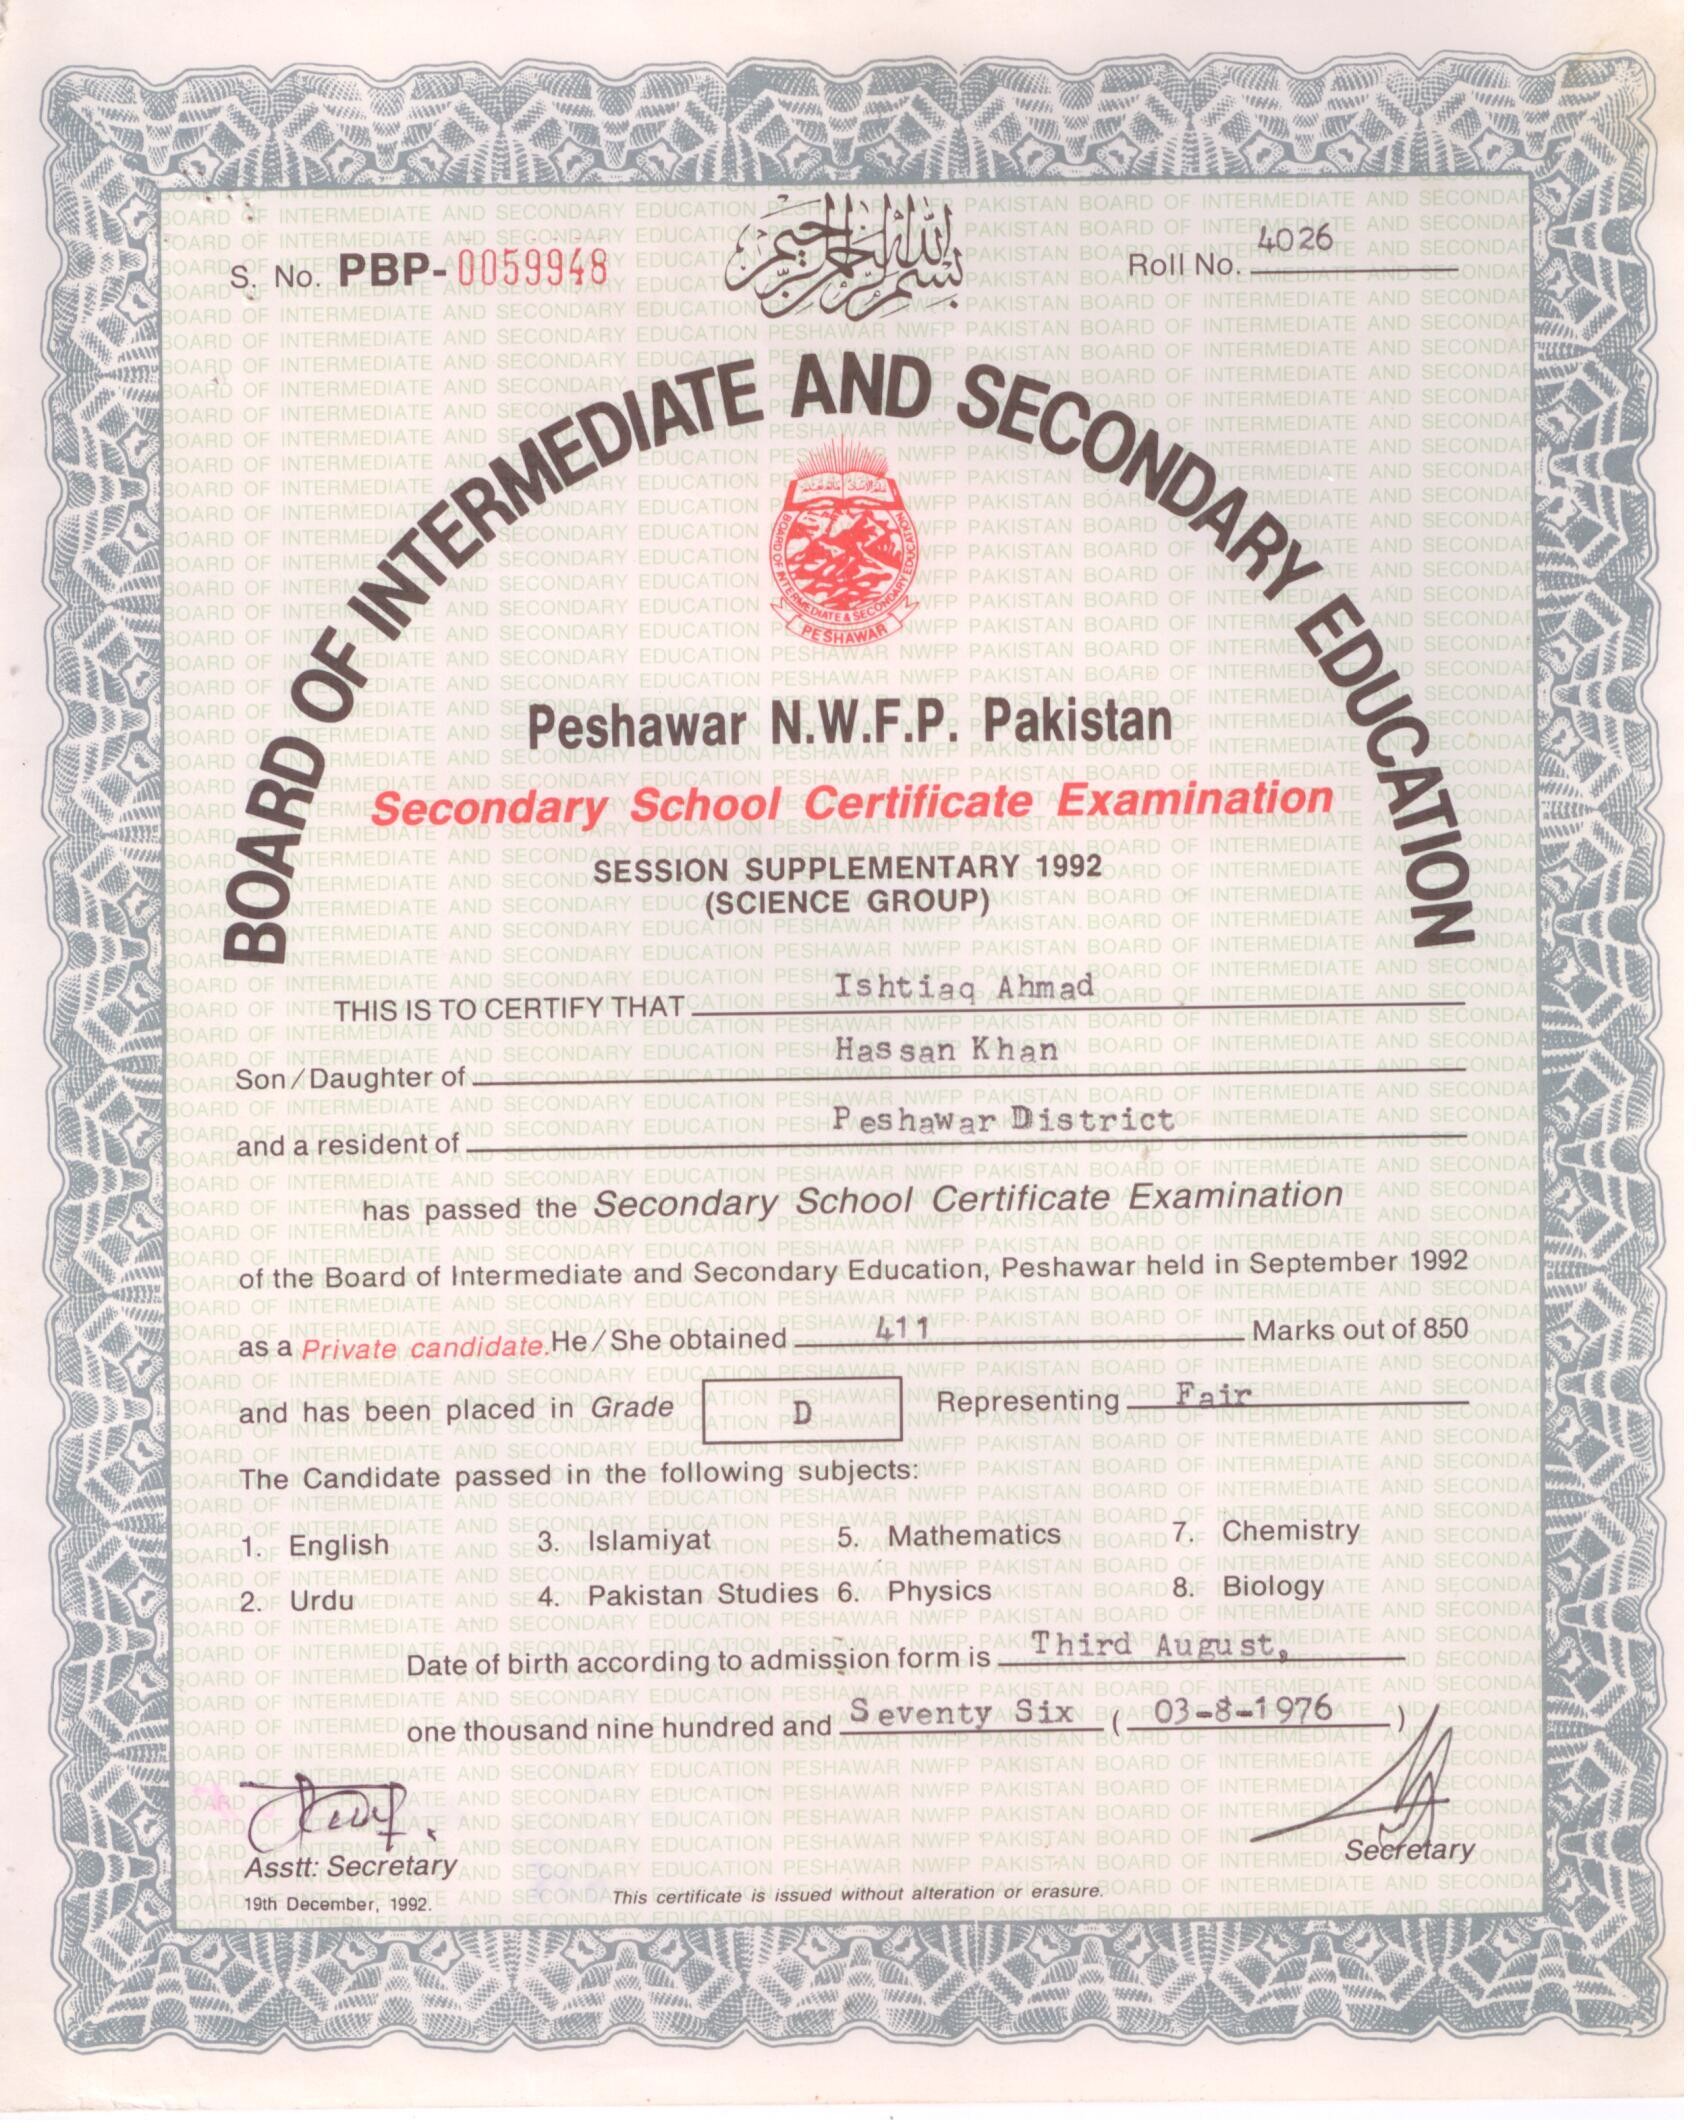 بسم الله الرحمن الرحيم
S. No. PBP-0059948
Roll No. 4026
BOARD OF INTERMEDIATE AND SECONDARY EDUCATION
BOARD OF INTERMEDIATE & SECONDARY EDUCATION
PESHAWAR
Peshawar N.W.F.P. Pakistan
Secondary School Certificate Examination
SESSION SUPPLEMENTARY 1992
(SCIENCE GROUP)
THIS IS TO CERTIFY THAT Ishtiaq Ahmad
Son/Daughter of Hassan Khan
and a resident of Peshawar District
has passed the Secondary School Certificate Examination
of the Board of Intermediate and Secondary Education, Peshawar held in September 1992
as a Private candidate. He/She obtained 411 Marks out of 850
and has been placed in Grade D Representing Fair
The Candidate passed in the following subjects:
1. English 3. Islamiyat 5. Mathematics 7. Chemistry
2. Urdu 4. Pakistan Studies 6. Physics 8. Biology
Date of birth according to admission form is Third August,
one thousand nine hundred and Seventy Six ( 03-8-1976 )
Asstt: Secretary
Secretary
19th December, 1992.
This certificate is issued without alteration or erasure.